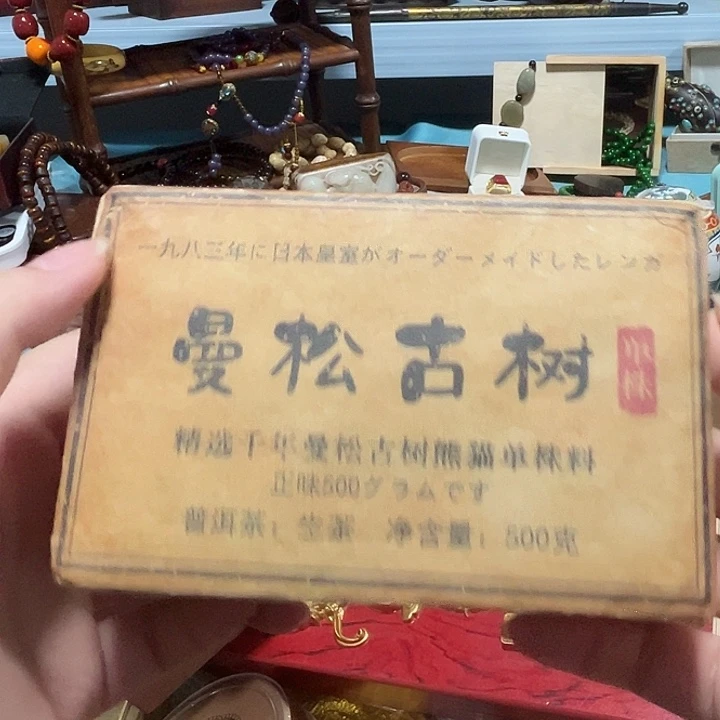 一九八三年に日本皇室がオーダーメイドしたレンガ
曼松古树
单株
精选千年曼松古树熊猫单株料
正味500グラムです
普洱茶：生茶 净含量：500克